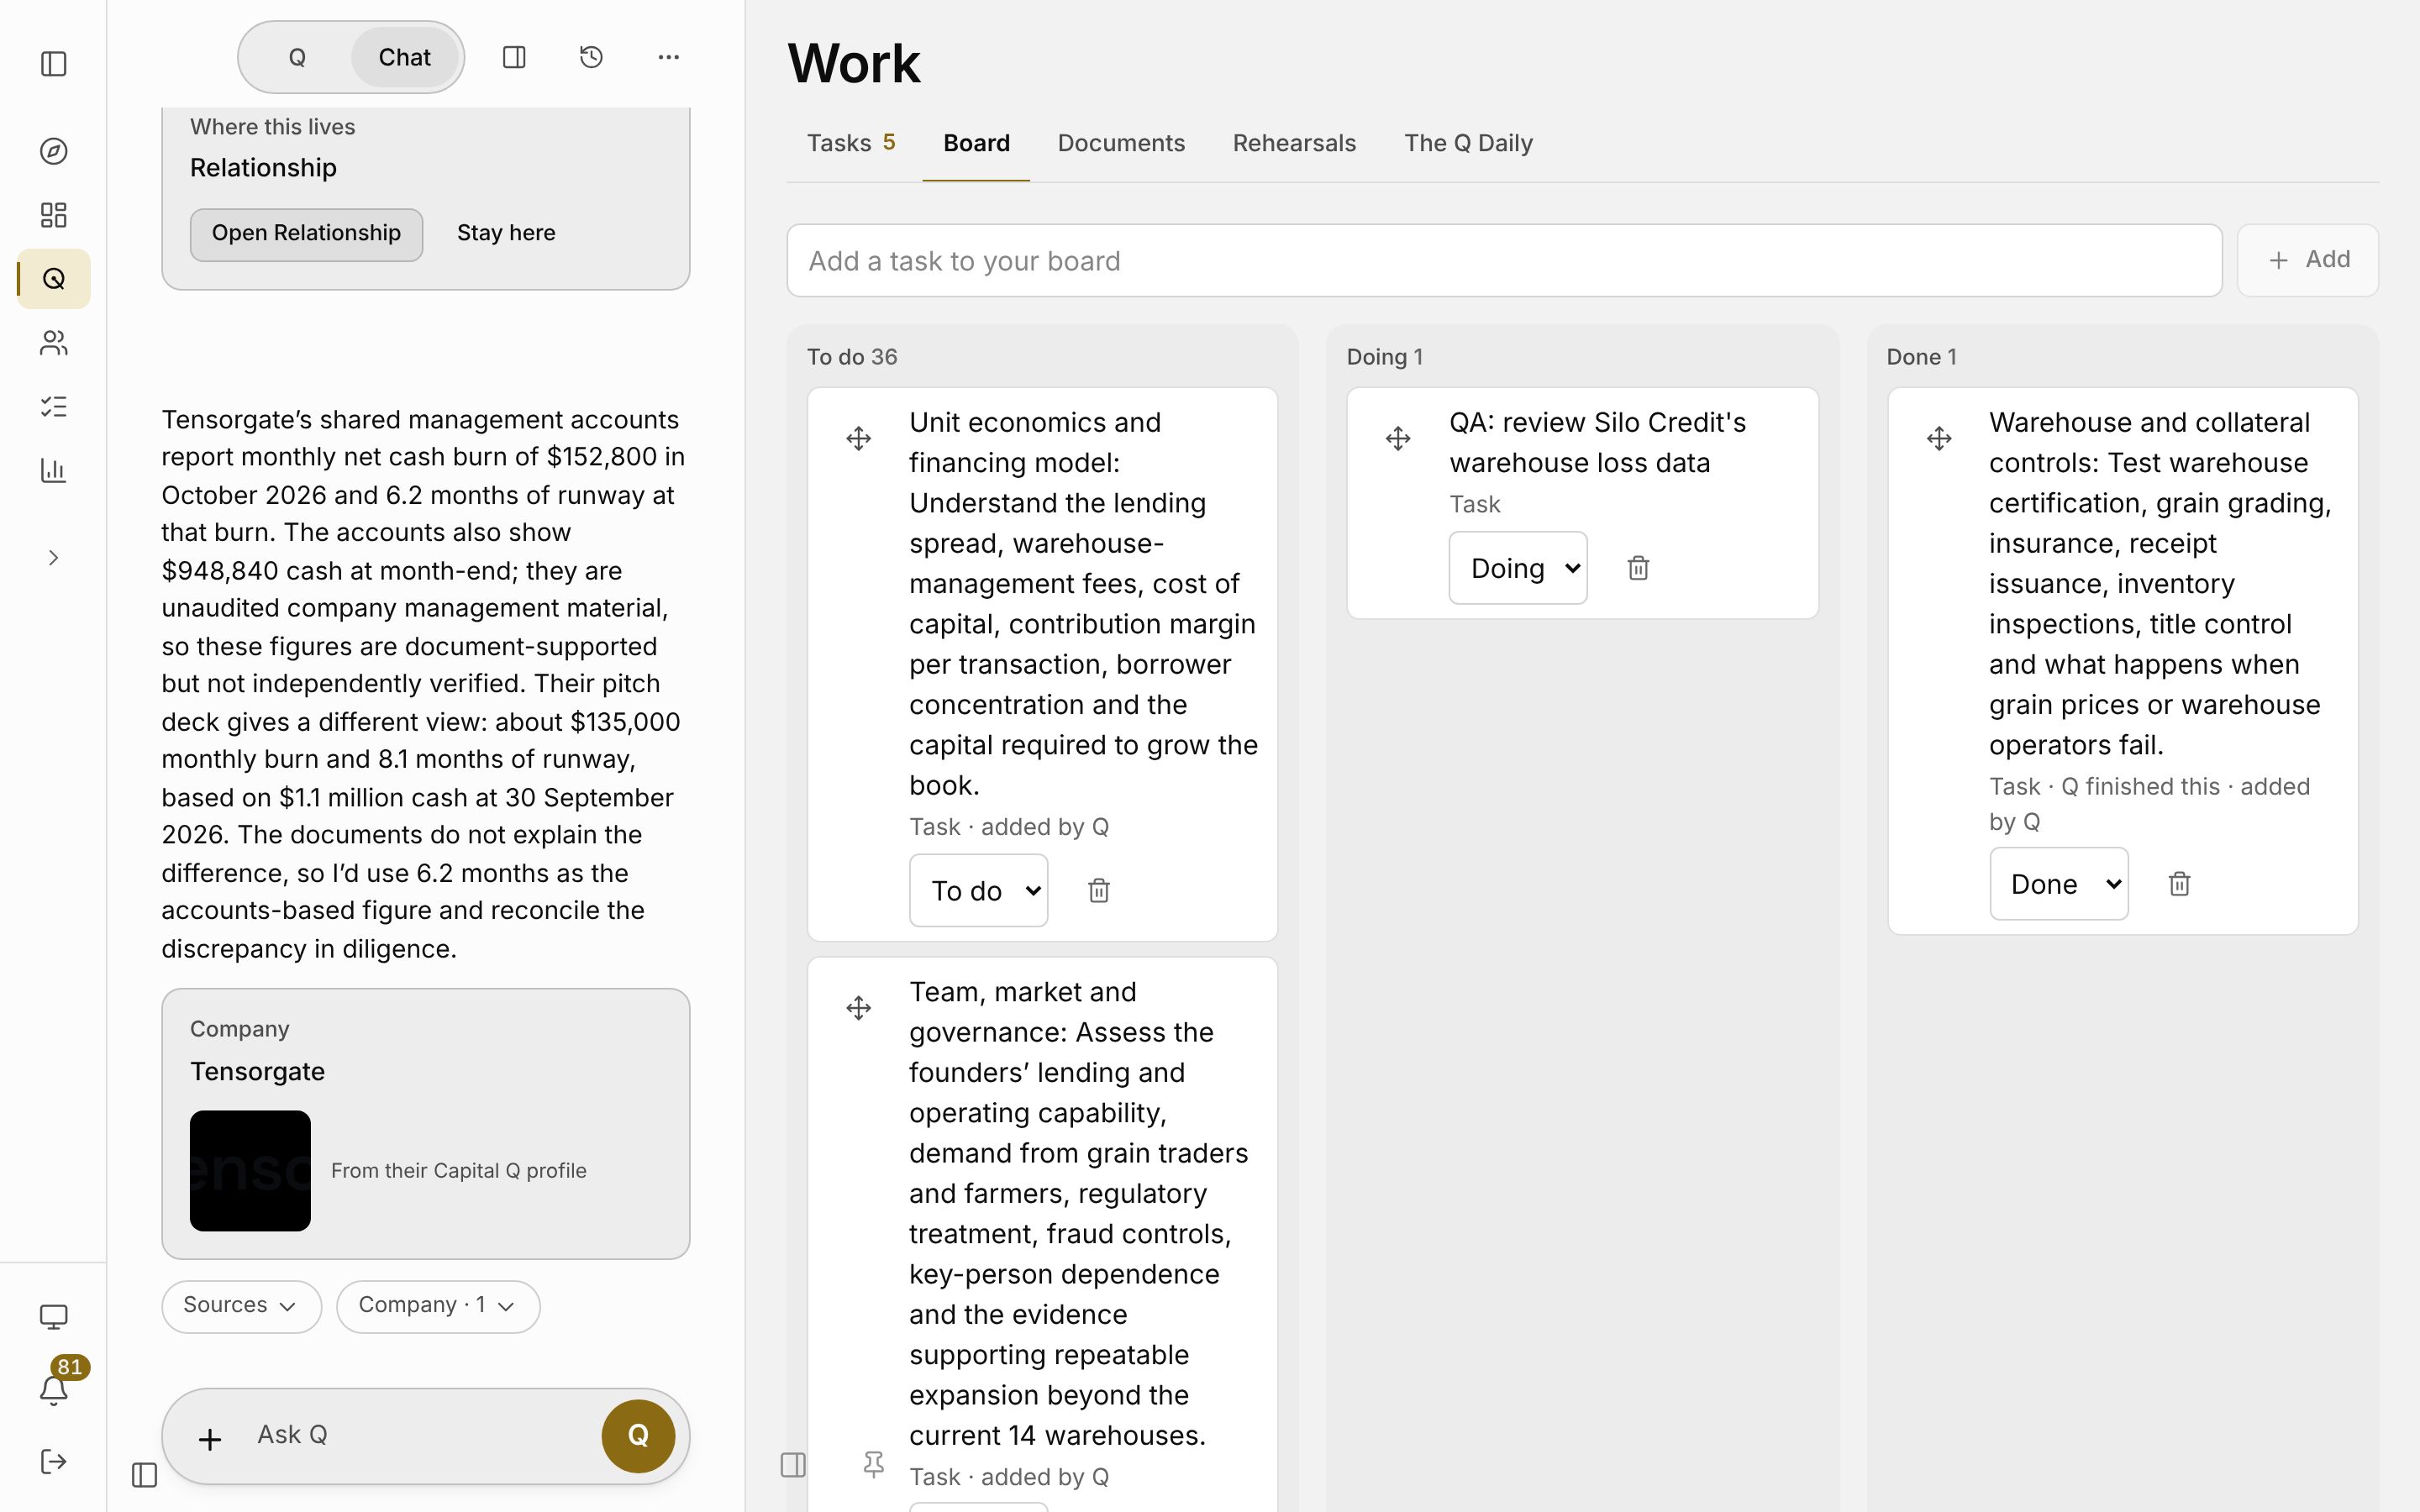 Q
Chat
Where this lives
Relationship
Open Relationship
Stay here
Tensorgate’s shared management accounts
report monthly net cash burn of $152,800 in
October 2026 and 6.2 months of runway at
that burn. The accounts also show
$948,840 cash at month-end; they are
unaudited company management material,
so these figures are document-supported
but not independently verified. Their pitch
deck gives a different view: about $135,000
monthly burn and 8.1 months of runway,
based on $1.1 million cash at 30 September
2026. The documents do not explain the
difference, so I’d use 6.2 months as the
accounts-based figure and reconcile the
discrepancy in diligence.
Company
Tensorgate
enso
From their Capital Q profile
Sources
Company · 1
81
Ask Q
Q
Work
Tasks 5
Board
Documents
Rehearsals
The Q Daily
Add a task to your board
+ Add
To do 36
Unit economics and
financing model:
Understand the lending
spread, warehouse-
management fees, cost of
capital, contribution margin
per transaction, borrower
concentration and the
capital required to grow the
book.
Task · added by Q
To do
Team, market and
governance: Assess the
founders’ lending and
operating capability,
demand from grain traders
and farmers, regulatory
treatment, fraud controls,
key-person dependence
and the evidence
supporting repeatable
expansion beyond the
current 14 warehouses.
Task · added by Q
Doing 1
QA: review Silo Credit's
warehouse loss data
Task
Doing
Done 1
Warehouse and collateral
controls: Test warehouse
certification, grain grading,
insurance, receipt
issuance, inventory
inspections, title control
and what happens when
grain prices or warehouse
operators fail.
Task · Q finished this · added
by Q
Done